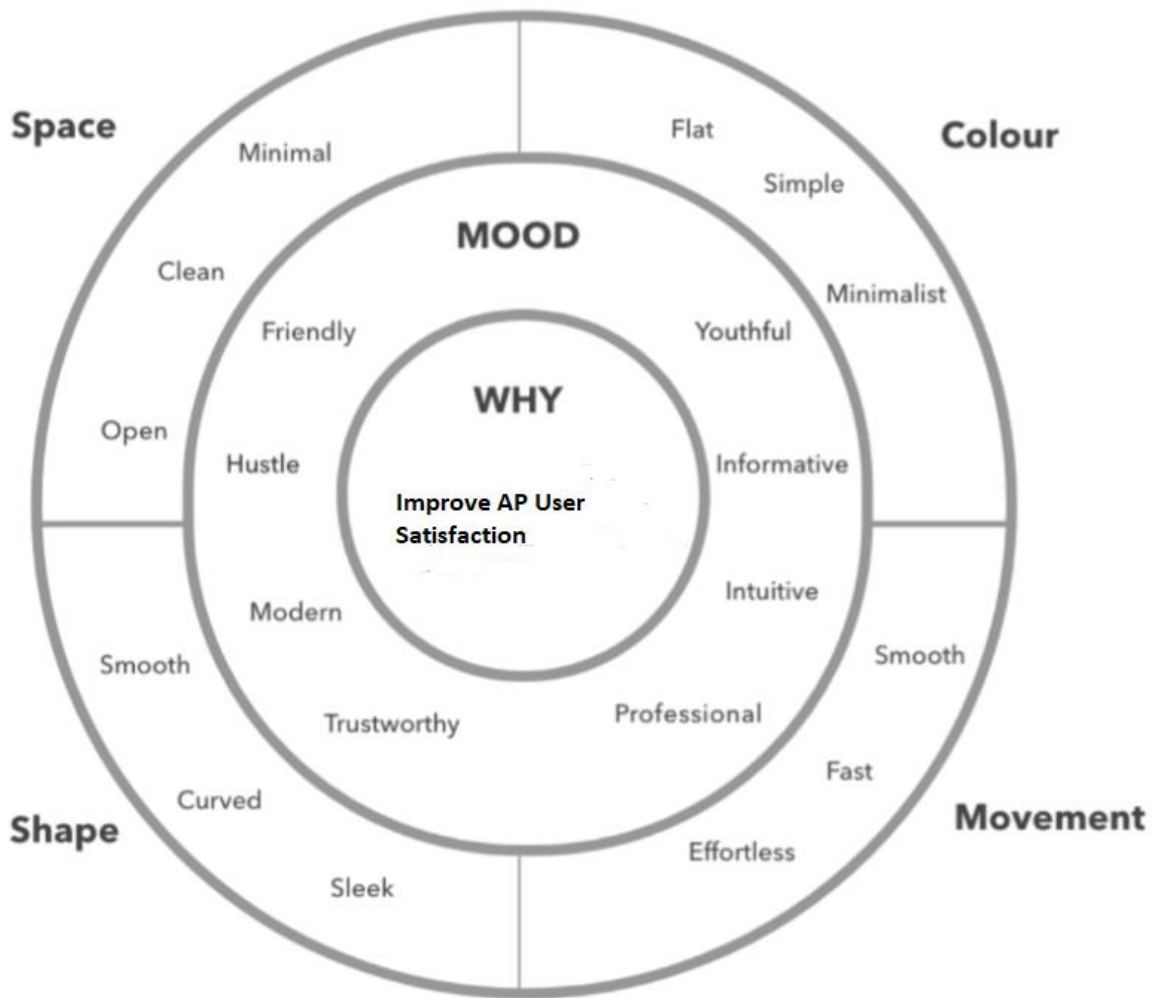 Space
Colour
Minimal
Clean
Open
Flat
Simple
Minimalist
MOOD
Friendly
Youthful
Hustle
Informative
Modern
Intuitive
Trustworthy
Professional
WHY
Improve AP User
Satisfaction
Smooth
Curved
Sleek
Smooth
Fast
Effortless
Shape
Movement